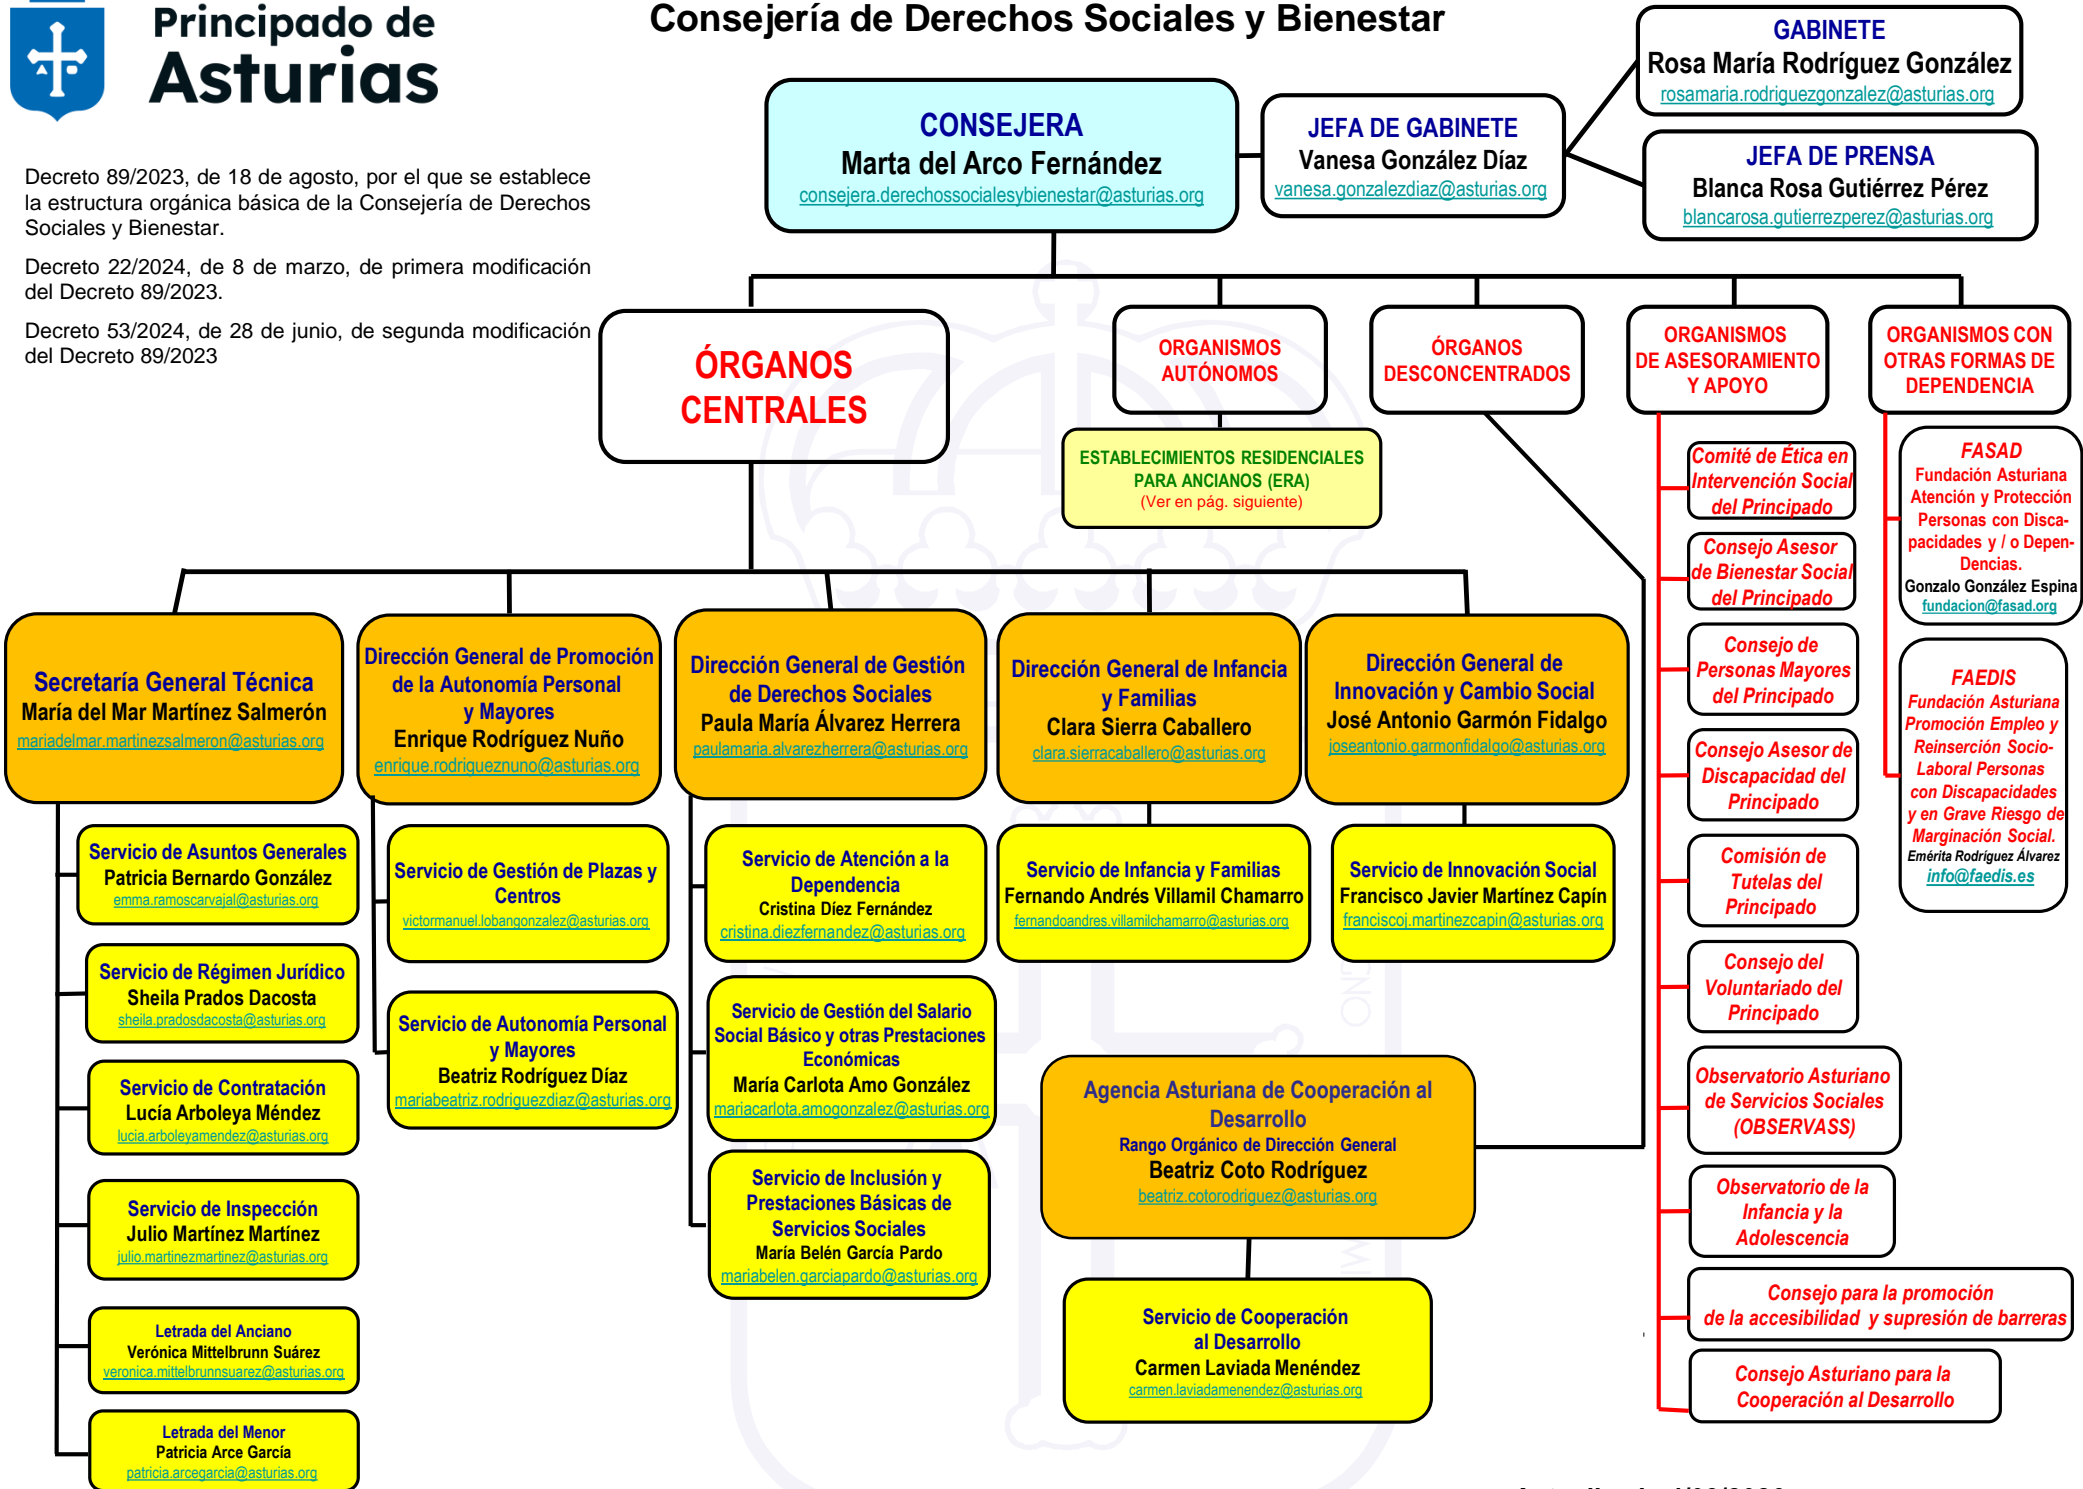 Principado de
Asturias
Consejería de Derechos Sociales y Bienestar
GABINETE
Rosa María Rodríguez González
rosamaria.rodriguezgonzalez@asturias.org
CONSEJERA
Marta del Arco Fernández
consejera.derechossocialesybienestar@asturias.org
JEFA DE GABINETE
Vanesa González Díaz
vanesa.gonzalezdiaz@asturias.org
JEFA DE PRENSA
Blanca Rosa Gutiérrez Pérez
blancarosa.gutierrezperez@asturias.org
Decreto 89/2023, de 18 de agosto, por el que se establece
la estructura orgánica básica de la Consejería de Derechos
Sociales y Bienestar.
Decreto 22/2024, de 8 de marzo, de primera modificación
del Decreto 89/2023.
Decreto 53/2024, de 28 de junio, de segunda modificación
del Decreto 89/2023
ÓRGANOS
CENTRALES
ORGANISMOS
AUTÓNOMOS
ÓRGANOS
DESCONCENTRADOS
ORGANISMOS
DE ASESORAMIENTO
Y APOYO
ORGANISMOS CON
OTRAS FORMAS DE
DEPENDENCIA
ESTABLECIMIENTOS RESIDENCIALES
PARA ANCIANOS (ERA)
(Ver en pág. siguiente)
Comité de Ética en
Intervención Social
del Principado
Consejo Asesor
de Bienestar Social
del Principado
Consejo de
Personas Mayores
del Principado
Consejo Asesor de
Discapacidad del
Principado
Comisión de
Tutelas del
Principado
Consejo del
Voluntariado del
Principado
Observatorio Asturiano
de Servicios Sociales
(OBSERVASS)
Observatorio de la
Infancia y la
Adolescencia
Consejo para la promoción
de la accesibilidad y supresión de barreras
Consejo Asturiano para la
Cooperación al Desarrollo
FASAD
Fundación Asturiana
Atención y Protección
Personas con Disca-
pacidades y / o Depen-
Dencias.
Gonzalo González Espina
fundacion@fasad.org
FAEDIS
Fundación Asturiana
Promoción Empleo y
Reinserción Socio-
Laboral Personas
con Discapacidades
y en Grave Riesgo de
Marginación Social.
Emérita Rodríguez Álvarez
info@faedis.es
Secretaría General Técnica
María del Mar Martínez Salmerón
mariadelmar.martinezsalmeron@asturias.org
Servicio de Asuntos Generales
Patricia Bernardo González
emma.ramoscarvajal@asturias.org
Servicio de Régimen Jurídico
Sheila Prados Dacosta
sheila.pradosdacosta@asturias.org
Servicio de Contratación
Lucía Arboleya Méndez
lucia.arboleyamendez@asturias.org
Servicio de Inspección
Julio Martínez Martínez
julio.martinezmartinez@asturias.org
Letrada del Anciano
Verónica Mittelbrunn Suárez
veronica.mittelbrunnsuarez@asturias.org
Letrada del Menor
Patricia Arce García
patricia.arcegarcia@asturias.org
Dirección General de Promoción
de la Autonomía Personal
y Mayores
Enrique Rodríguez Nuño
enrique.rodrigueznuno@asturias.org
Servicio de Gestión de Plazas y
Centros
victormanuel.lobangonzalez@asturias.org
Servicio de Autonomía Personal
y Mayores
Beatriz Rodríguez Díaz
mariabeatriz.rodriguezdiaz@asturias.org
Dirección General de Gestión
de Derechos Sociales
Paula María Álvarez Herrera
paulamaria.alvarezherrera@asturias.org
Servicio de Atención a la
Dependencia
Cristina Díez Fernández
cristina.diezfernandez@asturias.org
Servicio de Gestión del Salario
Social Básico y otras Prestaciones
Económicas
María Carlota Amo González
mariacarlota,amogonzalez@asturias.org
Servicio de Inclusión y
Prestaciones Básicas de
Servicios Sociales
María Belén García Pardo
mariabelen.garciapardo@asturias.org
Dirección General de Infancia
y Familias
Clara Sierra Caballero
clara.sierracaballero@asturias.org
Servicio de Infancia y Familias
Fernando Andrés Villamil Chamarro
fernandoandres.villamilchamarro@asturias.org
Dirección General de
Innovación y Cambio Social
José Antonio Garmón Fidalgo
joseantonio.garmonfidalgo@asturias.org
Servicio de Innovación Social
Francisco Javier Martínez Capín
franciscoj.martinezcapin@asturias.org
Agencia Asturiana de Cooperación al
Desarrollo
Rango Orgánico de Dirección General
Beatriz Coto Rodríguez
beatriz.cotorodriguez@asturias.org
Servicio de Cooperación
al Desarrollo
Carmen Laviada Menéndez
carmen.laviadamenendez@asturias.org